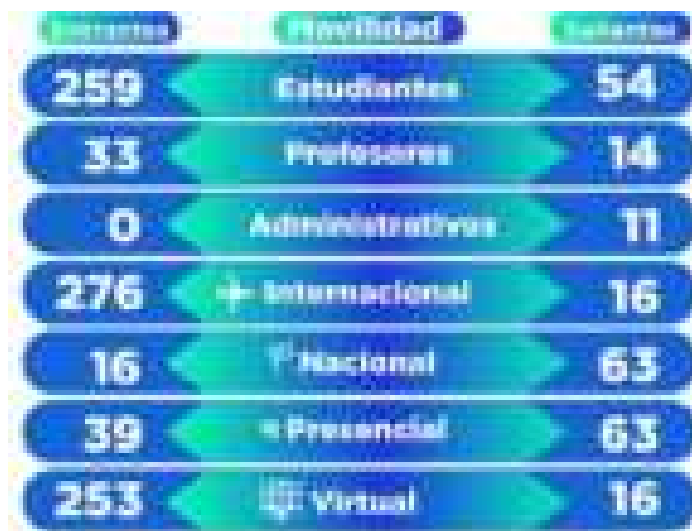 Entrantes Movilidad Salientes
259 Estudiantes 54
33 Profesores 14
0 Administrativos 11
276 Internacional 16
16 Nacional 63
39 Presencial 63
253 Virtual 16